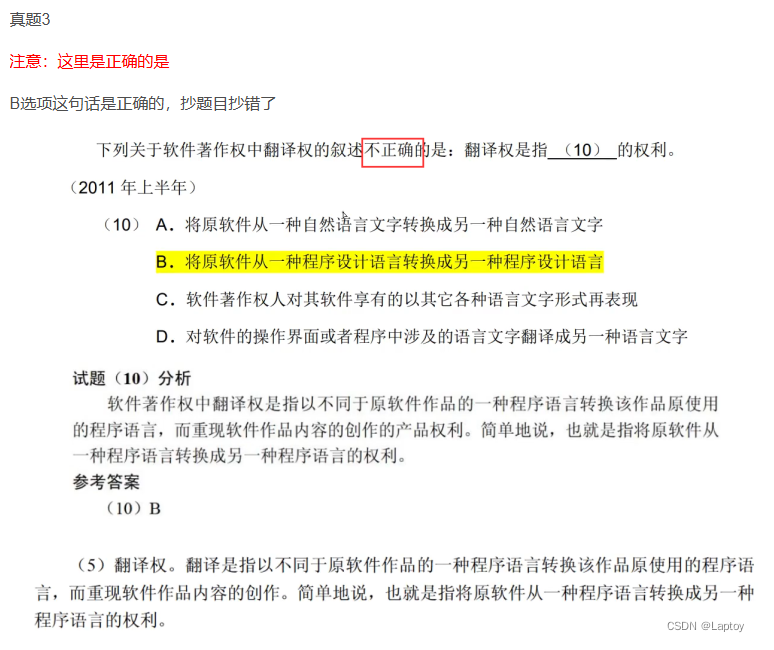 真题3
注意：这里是正确的是
B选项这句话是正确的，抄题目抄错了
下列关于软件著作权中翻译权的叙述不正确的是：翻译权是指（10）的权利。
（2011 年上半年）
（10） A．将原软件从一种自然语言文字转换成另一种自然语言文字
B．将原软件从一种程序设计语言转换成另一种程序设计语言
C．软件著作权人对其软件享有的以其它各种语言文字形式再表现
D．对软件的操作界面或者程序中涉及的语言文字翻译成另一种语言文字
试题（10）分析
软件著作权中翻译权是指以不同于原软件作品的一种程序语言转换该作品原使用
的程序语言，而重现软件作品内容的创作的产品权利。简单地说，也就是指将原软件从
一种程序语言转换成另一种程序语言的权利。
参考答案
（10）B
（5）翻译权。翻译是指以不同于原软件作品的一种程序语言转换该作品原使用的程序语
言，而重现软件作品内容的创作。简单地说，也就是指将原软件从一种程序语言转换成另一种
程序语言的权利。
CSDN @Laptoy